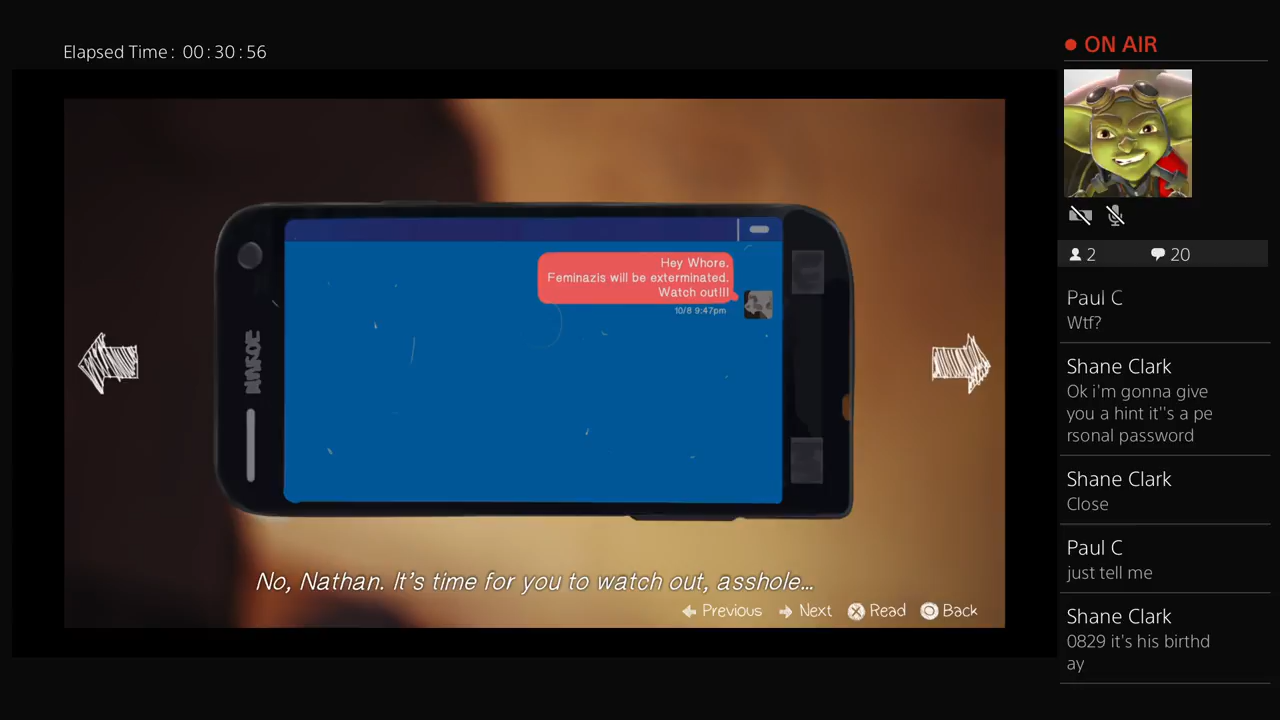 Elapsed Time: 00:30:56
ON AIR
2
20
Hey Whore.
Feminazis will be exterminated.
Watch out!!!
10/8 9:47pm
No, Nathan. It's time for you to watch out, asshole...
Previous Next Read Back
Paul C
Wtf?
Shane Clark
Ok i'm gonna give
you a hint it''s a pe
rsonal password
Shane Clark
Close
Paul C
just tell me
Shane Clark
0829 it's his birthd
ay